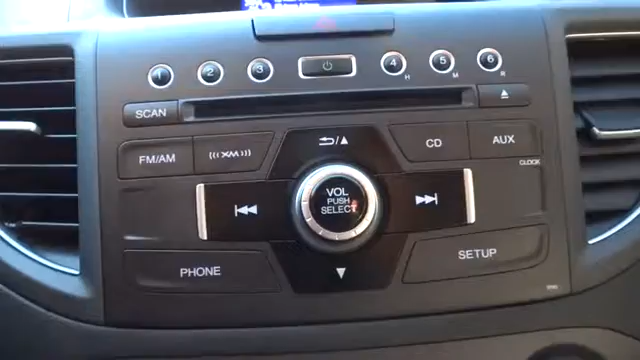 1 2 3 4 5 6
H M R
SCAN
FM/AM XM CD AUX
CLOCK
VOL
PUSH
SELECT
PHONE SETUP